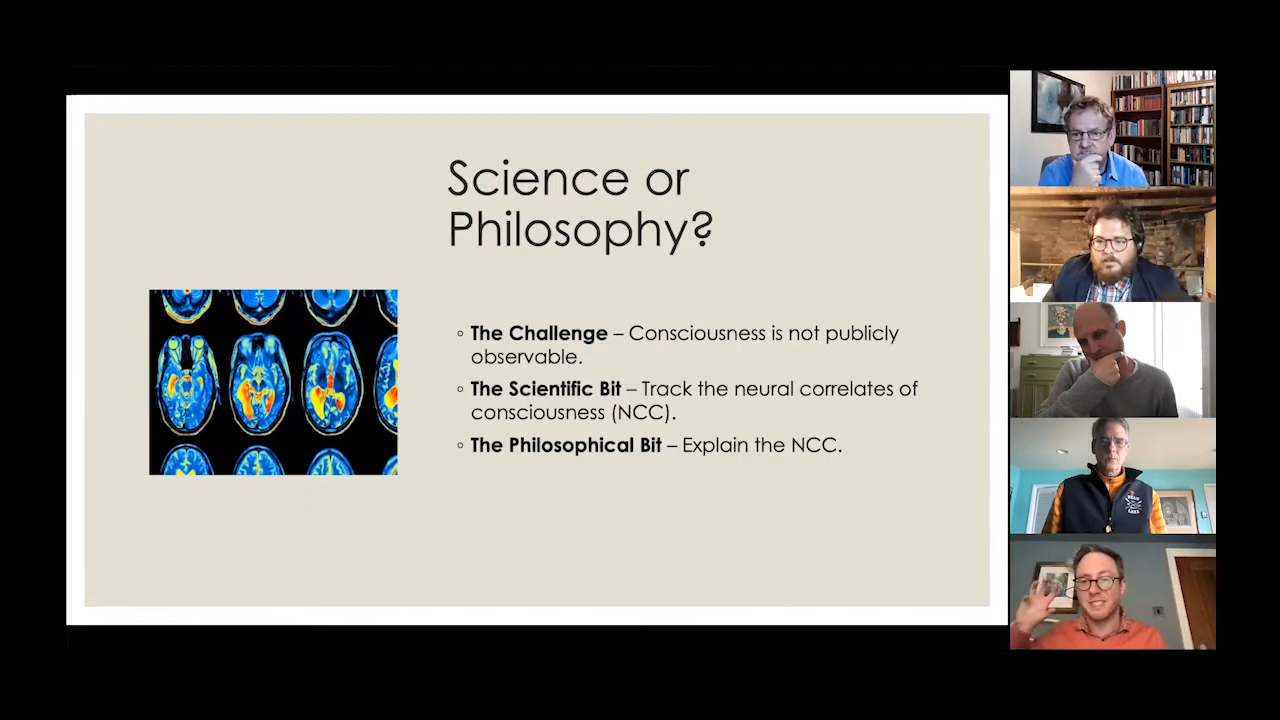 Science or
Philosophy?
◦ The Challenge – Consciousness is not publicly
observable.
◦ The Scientific Bit – Track the neural correlates of
consciousness (NCC).
◦ The Philosophical Bit – Explain the NCC.